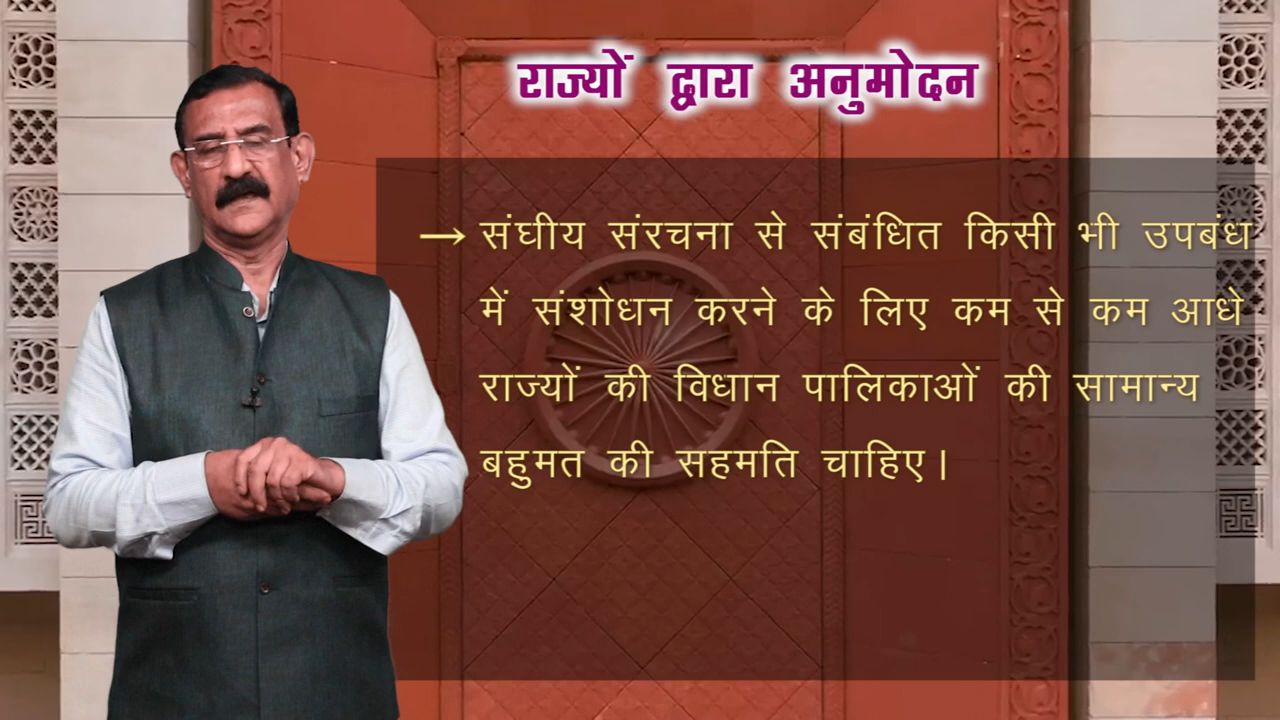 राज्यों द्वारा अनुमोदन
→ संघीय संरचना से संबंधित किसी भी उपबंध
में संशोधन करने के लिए कम से कम आधे
राज्यों की विधान पालिकाओं की सामान्य
बहुमत की सहमति चाहिए।